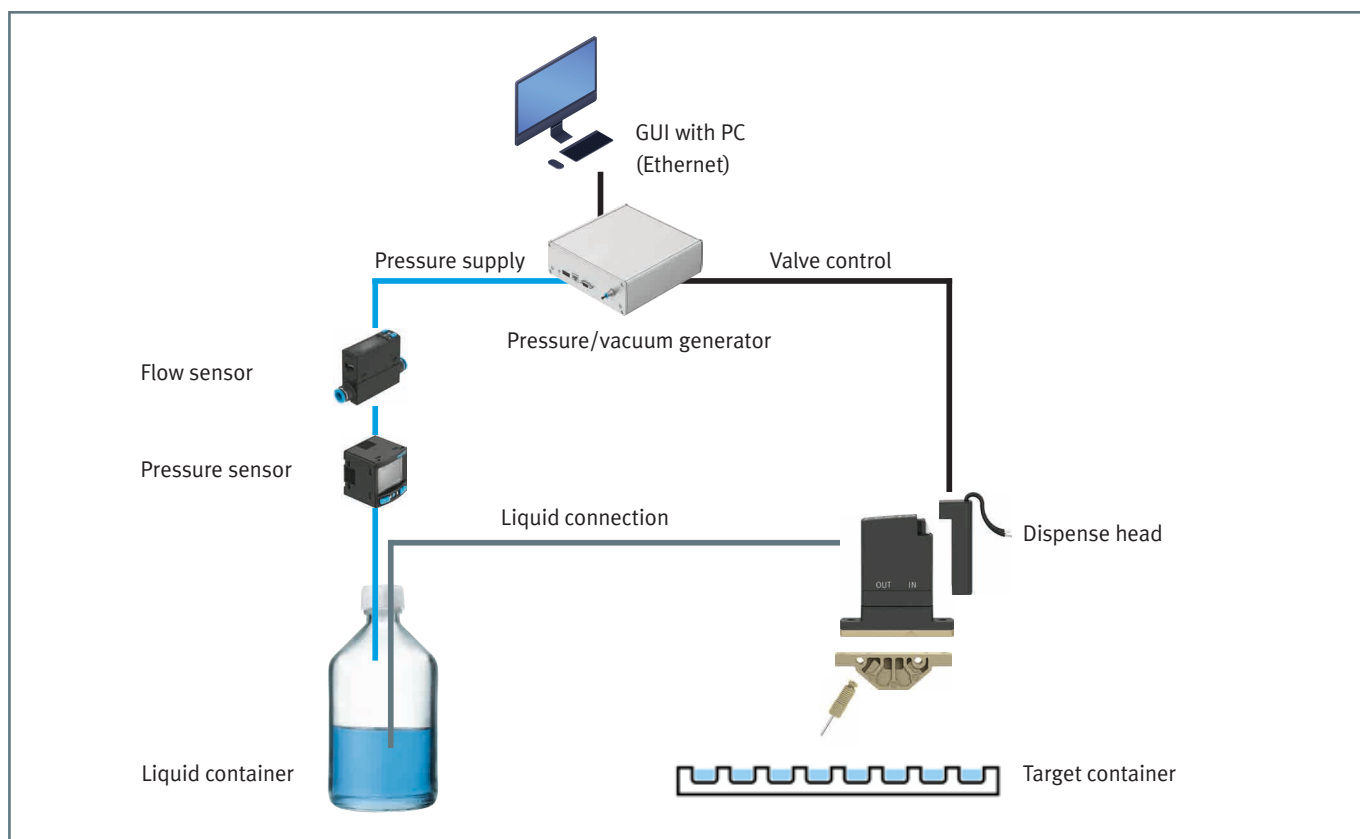 GUI with PC
(Ethernet)
Pressure supply
Valve control
Pressure/vacuum generator
Flow sensor
Pressure sensor
Liquid connection
Dispense head
OUT IN
Liquid container
Target container